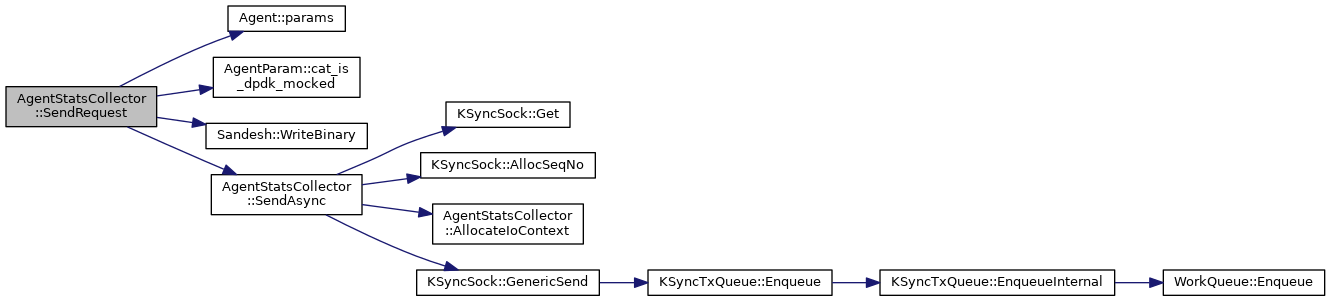 AgentStatsCollector
::SendRequest
Agent::params
AgentParam::cat_is
_dpdk_mocked
Sandesh::WriteBinary
AgentStatsCollector
::SendAsync
KSyncSock::Get
KSyncSock::AllocSeqNo
AgentStatsCollector
::AllocateIoContext
KSyncSock::GenericSend
KSyncTxQueue::Enqueue
KSyncTxQueue::EnqueueInternal
WorkQueue::Enqueue